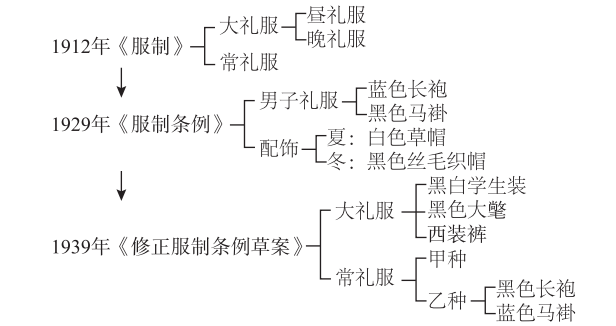 1912年《服制》
大礼服
昼礼服
晚礼服
常礼服
1929年《服制条例》
男子礼服
蓝色长袍
黑色马褂
配饰
夏：白色草帽
冬：黑色丝毛织帽
1939年《修正服制条例草案》
大礼服
黑白学生装
黑色大氅
西装裤
常礼服
甲种
乙种
黑色长袍
蓝色马褂